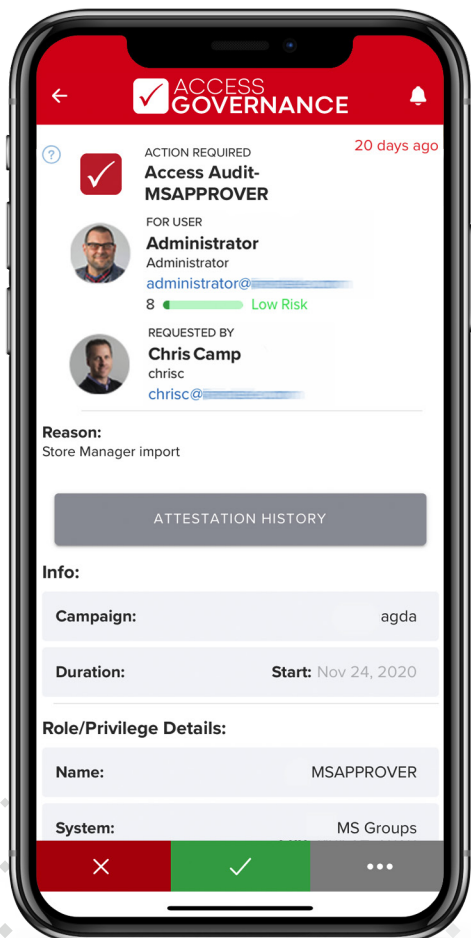 ACCESS
GOVERNANCE
20 days ago
?
ACTION REQUIRED
Access Audit-
MSAPPROVER
FOR USER
Administrator
Administrator
administrator@
8 Low Risk
REQUESTED BY
Chris Camp
chrisc
chrisc@
Reason:
Store Manager import
ATTESTATION HISTORY
Info:
Campaign: agda
Duration: Start: Nov 24, 2020
Role/Privilege Details:
Name: MSAPPROVER
System: MS Groups